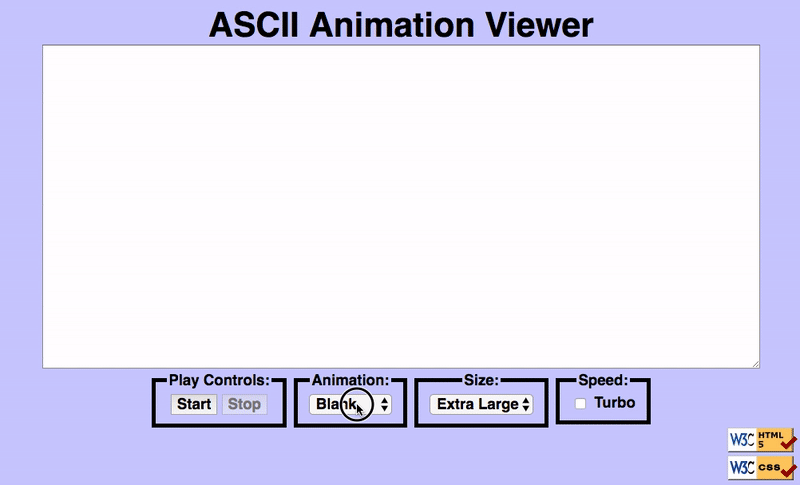 ASCII Animation Viewer
Play Controls: Animation: Size: Speed:
Start Stop Blank Extra Large Turbo
W3C HTML 5
W3C CSS